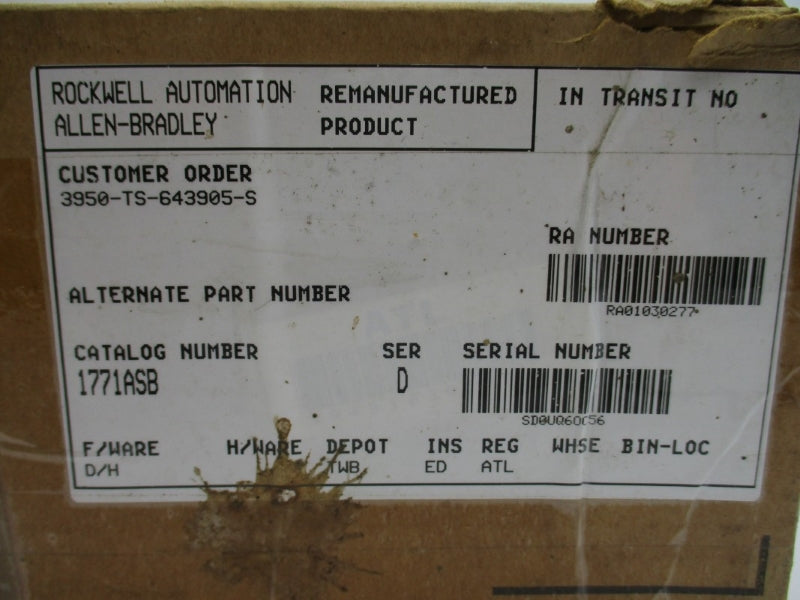 ROCKWELL AUTOMATION REMANUFACTURED IN TRANSIT NO
ALLEN-BRADLEY PRODUCT
CUSTOMER ORDER
3950-TS-643905-S
RA NUMBER
ALTERNATE PART NUMBER
RA01030277
CATALOG NUMBER SER SERIAL NUMBER
1771ASB D
F/WARE H/WARE DEPOT INS REG WHSE BIN-LOC
D/H TWB ED ATL